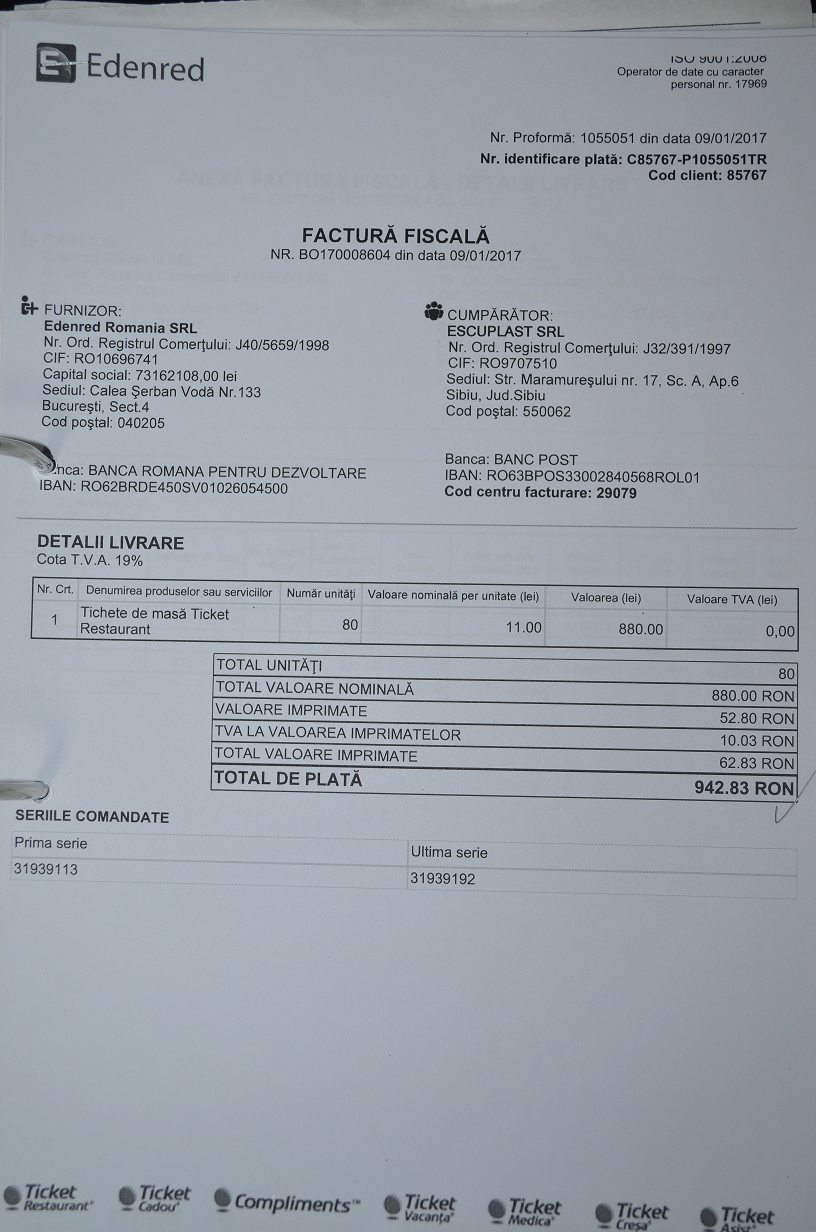 Edenred
ISO 9001:2008
Operator de date cu caracter
personal nr. 17969
Nr. Proformă: 1055051 din data 09/01/2017
Nr. identificare plată: C85767-P1055051TR
Cod client: 85767
ANEXĂ FACTURĂ FISCALĂ - DETALII LIVRARE
FACTURĂ FISCALĂ
NR. BO170008604 din data 09/01/2017
FURNIZOR:
Edenred Romania SRL
Nr. Ord. Registrul Comerţului: J40/5659/1998
CIF: RO10696741
Capital social: 73162108,00 lei
Sediul: Calea Şerban Vodă Nr.133
Bucureşti, Sect.4
Cod poştal: 040205
CUMPĂRĂTOR:
ESCUPLAST SRL
Nr. Ord. Registrul Comerţului: J32/391/1997
CIF: RO9707510
Sediul: Str. Maramureşului nr. 17, Sc. A, Ap.6
Sibiu, Jud.Sibiu
Cod poştal: 550062
nca: BANCA ROMANA PENTRU DEZVOLTARE
IBAN: RO62BRDE450SV01026054500
Banca: BANC POST
IBAN: RO63BPOS33002840568ROL01
Cod centru facturare: 29079
DETALII LIVRARE
Cota T.V.A. 19%
Nr. Crt. Denumirea produselor sau serviciilor Număr unităţi Valoare nominală per unitate (lei) Valoarea (lei) Valoare TVA (lei)
1 Tichete de masă Ticket Restaurant 80 11.00 880.00 0,00
TOTAL UNITĂŢI 80
TOTAL VALOARE NOMINALĂ 880.00 RON
VALOARE IMPRIMATE 52.80 RON
TVA LA VALOAREA IMPRIMATELOR 10.03 RON
TOTAL VALOARE IMPRIMATE 62.83 RON
TOTAL DE PLATĂ 942.83 RON
SERIILE COMANDATE
Prima serie Ultima serie
31939113 31939192
Ticket Restaurant Ticket Cadou Compliments™ Ticket Vacanţa Ticket Medica Ticket Creşa Ticket Asist